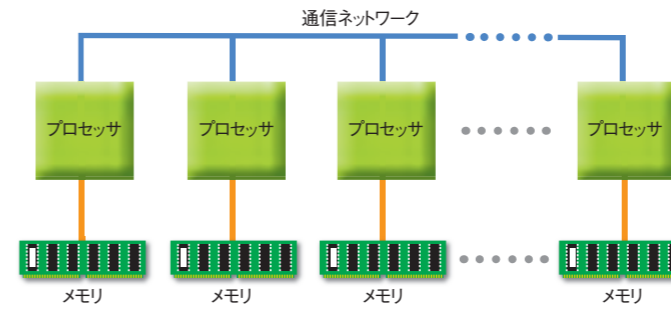 通信ネットワーク
プロセッサ プロセッサ プロセッサ プロセッサ
メモリ メモリ メモリ メモリ